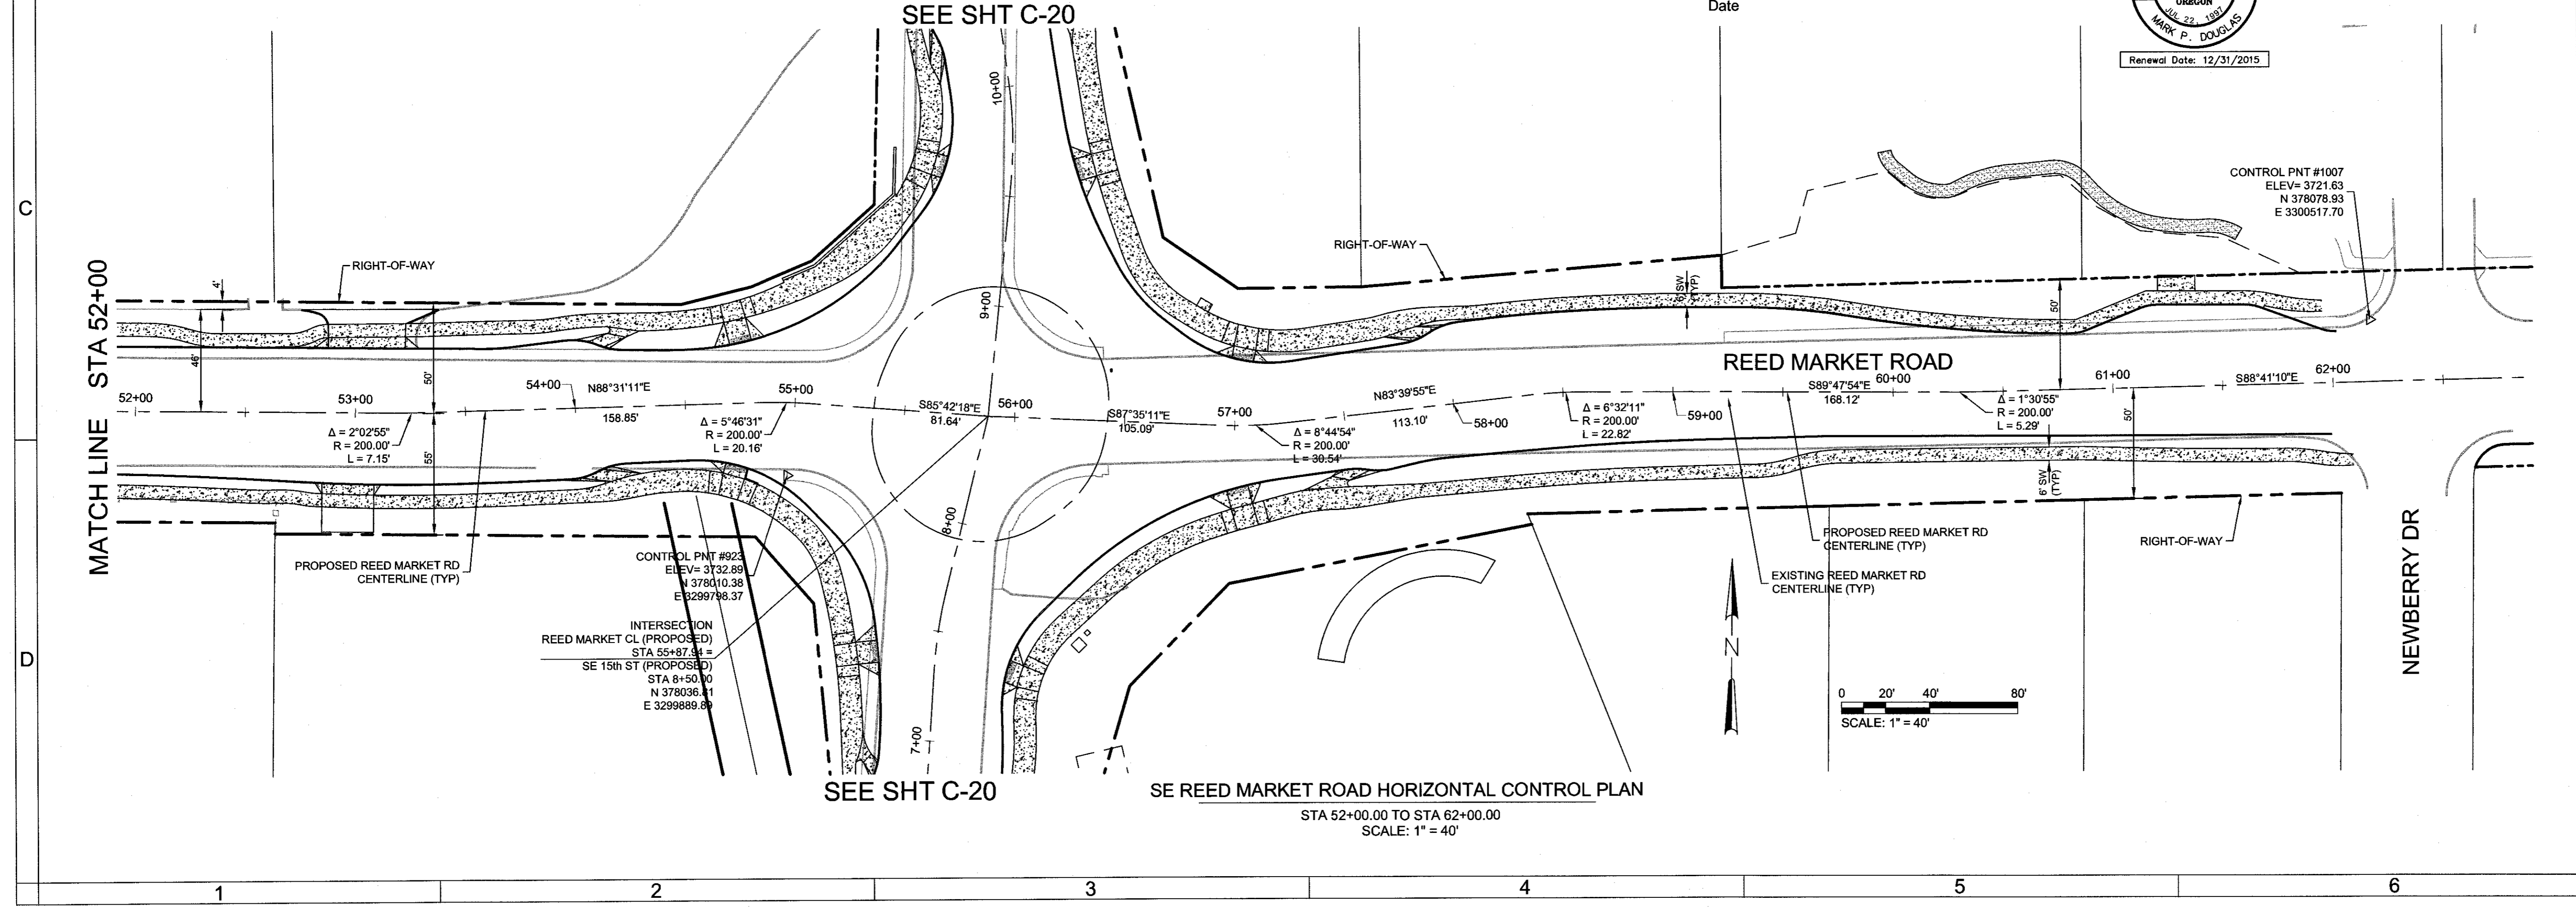 SEE SHT C-20
Date
OREGON
JUL 22, 1997
MARK P. DOUGLAS
Renewal Date: 12/31/2015
C
D
MATCH LINE STA 52+00
4'
RIGHT-OF-WAY
46'
50'
55'
10+00
9+00
8+00
7+00
RIGHT-OF-WAY
6' SW
(TYP)
CONTROL PNT #1007
ELEV= 3721.63
N 378078.93
E 3300517.70
50'
REED MARKET ROAD
52+00
53+00
54+00
N88°31'11"E
158.85'
55+00
S85°42'18"E
81.64'
56+00
S87°35'11"E
105.09'
57+00
N83°39'55"E
113.10'
58+00
59+00
S89°47'54"E
168.12'
60+00
61+00
S88°41'10"E
62+00
Δ = 2°02'55"
R = 200.00'
L = 7.15'
Δ = 5°46'31"
R = 200.00'
L = 20.16'
Δ = 8°44'54"
R = 200.00'
L = 30.54'
Δ = 6°32'11"
R = 200.00'
L = 22.82'
Δ = 1°30'55"
R = 200.00'
L = 5.29'
50'
6' SW
(TYP)
PROPOSED REED MARKET RD
CENTERLINE (TYP)
CONTROL PNT #923
ELEV= 3732.89
N 378010.38
E 3299798.37
INTERSECTION
REED MARKET CL (PROPOSED)
STA 55+87.94 =
SE 15th ST (PROPOSED)
STA 8+50.00
N 378036.81
E 3299889.89
PROPOSED REED MARKET RD
CENTERLINE (TYP)
EXISTING REED MARKET RD
CENTERLINE (TYP)
RIGHT-OF-WAY
NEWBERRY DR
N
0 20' 40' 80'
SCALE: 1" = 40'
SEE SHT C-20
SE REED MARKET ROAD HORIZONTAL CONTROL PLAN
STA 52+00.00 TO STA 62+00.00
SCALE: 1" = 40'
1 2 3 4 5 6